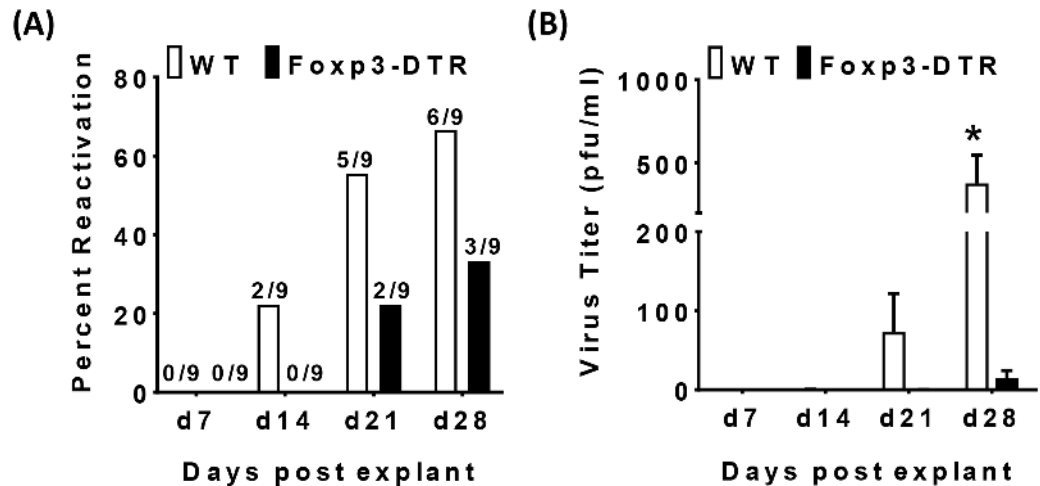 (A)
WT Foxp3-DTR
Percent Reactivation
80
60
40
20
0
0/9 0/9 2/9 0/9 5/9 2/9 6/9 3/9
d7 d14 d21 d28
Days post explant
(B)
WT Foxp3-DTR
Virus Titer (pfu/ml)
1000
500
200
100
0
*
d7 d14 d21 d28
Days post explant